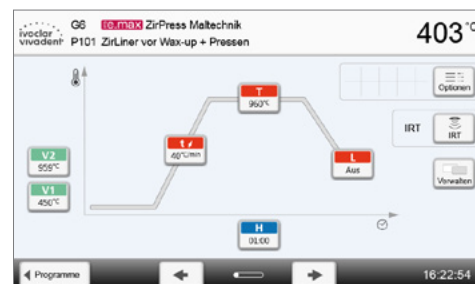 ivoclar vivadent
G6 IPS e.max ZirPress Maltechnik
P101 ZirLiner vor Wax-up + Pressen
403 °C
T
960°C
Optionen
t↗
40°C/min
IRT
IRT
V2
959°C
L
Aus
V1
450°C
Verwalten
H
01:00
Programme
16:22:54